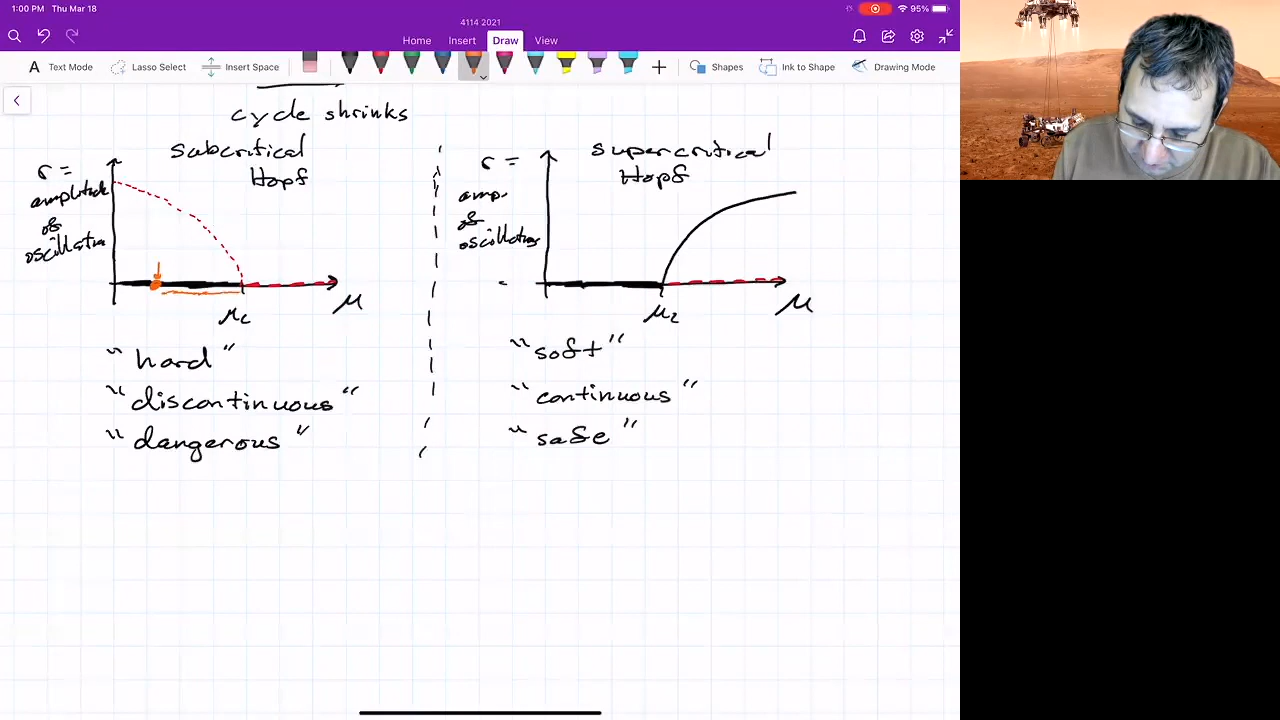 1:00 PM Thu Mar 18
95%
4114 2021
Home Insert Draw View
A Text Mode Lasso Select Insert Space Shapes Ink to Shape Drawing Mode
cycle shrinks
subcritical
Hopf
r =
amplitude
of
oscillation
μc
μ
"hard"
"discontinuous"
"dangerous"
supercritical
Hopf
r =
amp.
of
oscillations
μ
"soft"
"continuous"
"safe"